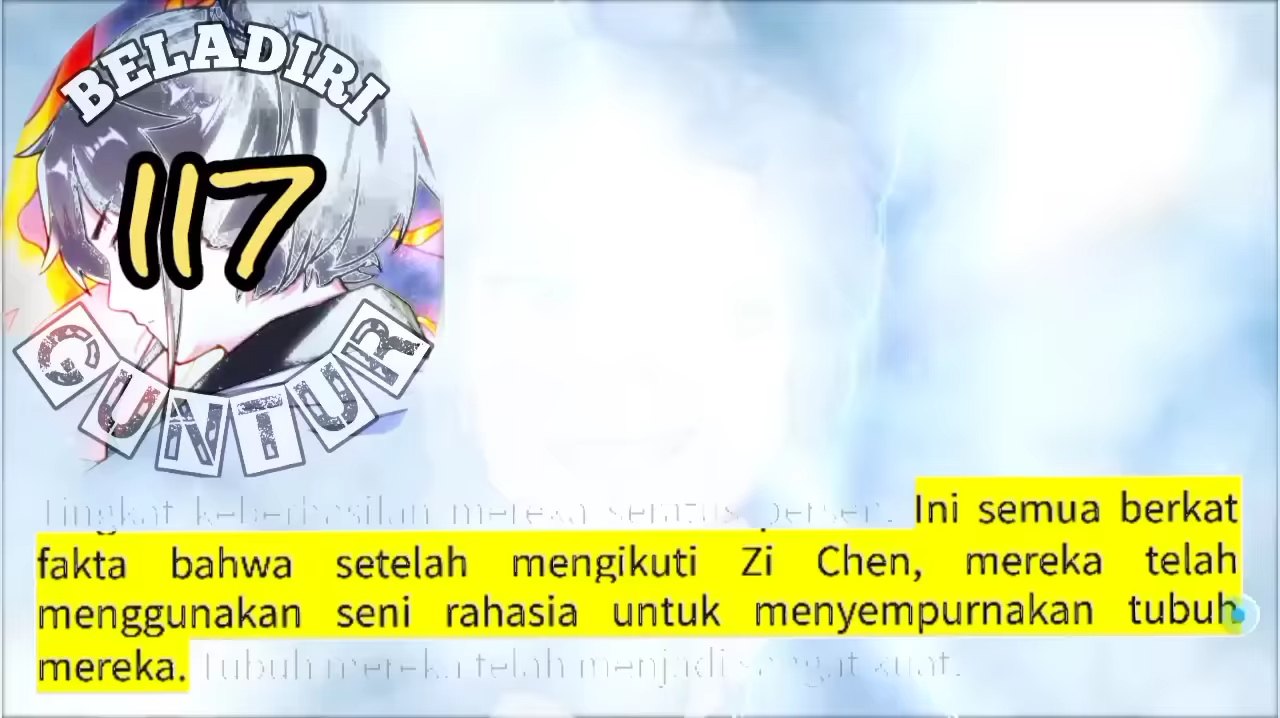 BELADIRI
117
GUNTUR
Tingkat keberhasilan mereka seratus persen. Ini semua berkat
fakta bahwa setelah mengikuti Zi Chen, mereka telah
menggunakan seni rahasia untuk menyempurnakan tubuh
mereka. Tubuh mereka telah menjadi sangat kuat.